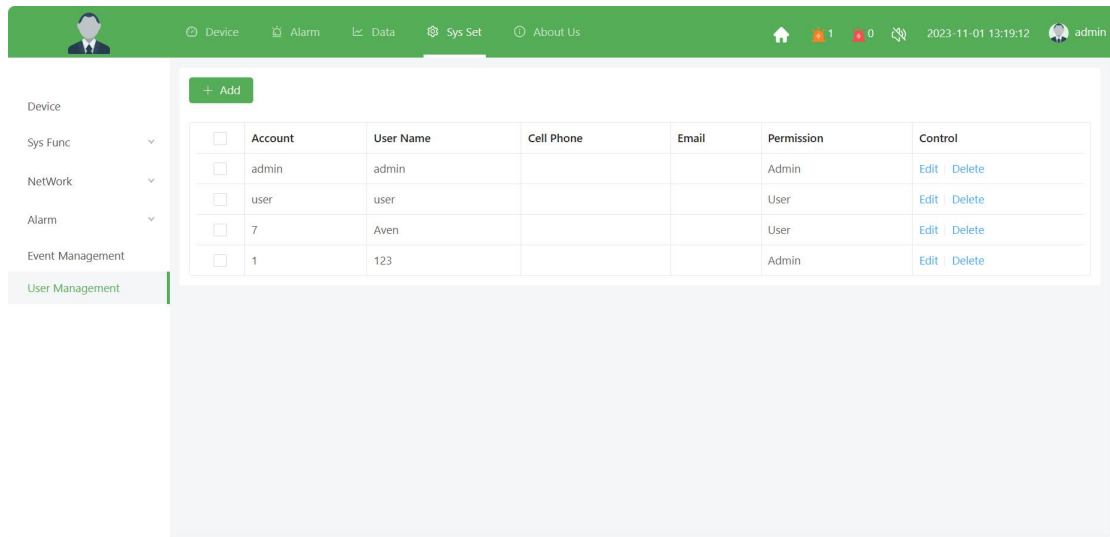 Device Alarm Data Sys Set About Us 1 0 2023-11-01 13:19:12 admin
+ Add
Device
Sys Func
NetWork
Alarm
Event Management
User Management
Account User Name Cell Phone Email Permission Control
admin admin Admin Edit Delete
user user User Edit Delete
7 Aven User Edit Delete
1 123 Admin Edit Delete